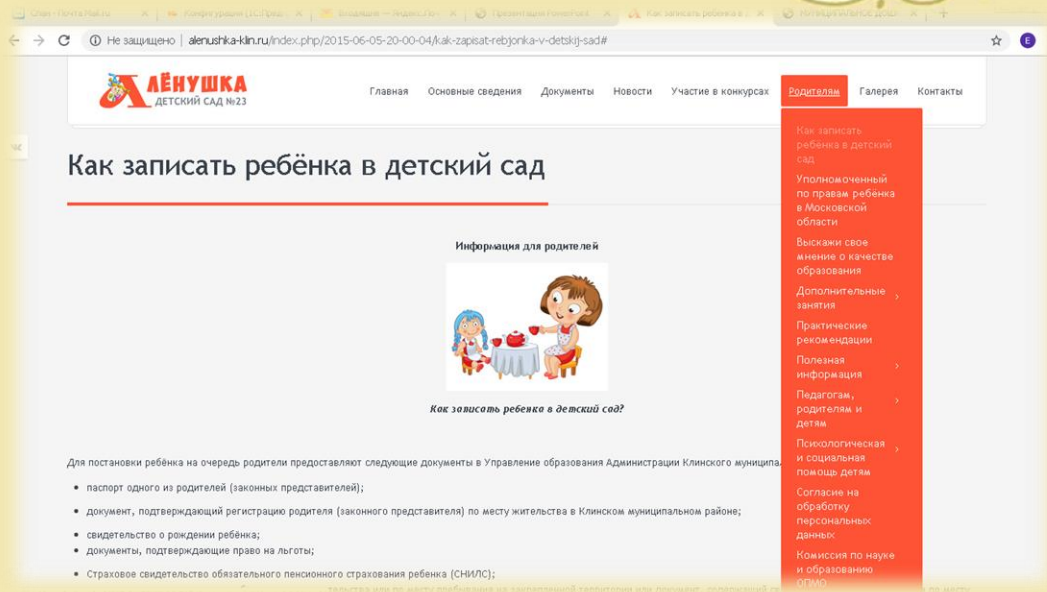 Не защищено | alenushka-klin.ru/index.php/2015-06-05-20-00-04/kak-zapisat-rebjonka-v-detskij-sad#
АЛЁНУШКА
ДЕТСКИЙ САД №23
Главная Основные сведения Документы Новости Участие в конкурсах Родителям Галерея Контакты
Как записать ребёнка в детский сад
Информация для родителей
Как записать ребенка в детский сад?
Для постановки ребёнка на очередь родители предоставляют следующие документы в Управление образования Администрации Клинского
• паспорт одного из родителей (законных представителей);
• документ, подтверждающий регистрацию родителя (законного представителя) по месту жительства в Клинском муниципальном районе;
• свидетельство о рождении ребёнка;
• документы, подтверждающие право на льготы;
• Страховое свидетельство обязательного пенсионного страхования ребенка (СНИЛС);
Как записать
ребёнка в детский
сад
Уполномоченный
по правам ребёнка
в Московской
области
Выскажи свое
мнение о качестве
образования
Дополнительные
занятия
Практические
рекомендации
Полезная
информация
Педагогам,
родителям и
детям
Психологическая
и социальная
помощь детям
Согласие на
обработку
персональных
данных
Комиссия по науке
и образованию
ОПМО